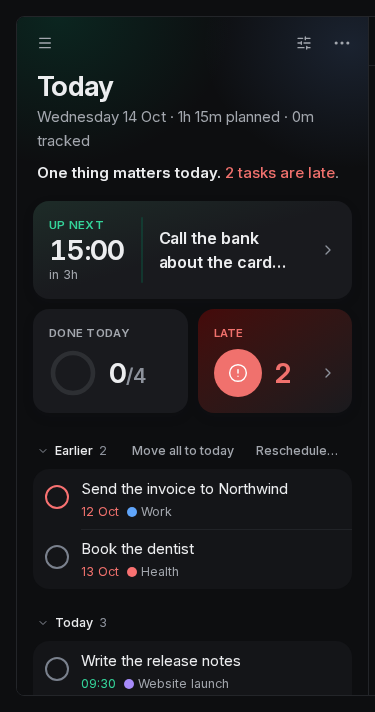 Today
Wednesday 14 Oct · 1h 15m planned · 0m
tracked
One thing matters today. 2 tasks are late.
UP NEXT
15:00
in 3h
Call the bank
about the card…
DONE TODAY
0/4
LATE
2
Earlier 2 Move all to today Reschedule…
Send the invoice to Northwind
12 Oct Work
Book the dentist
13 Oct Health
Today 3
Write the release notes
09:30 Website launch